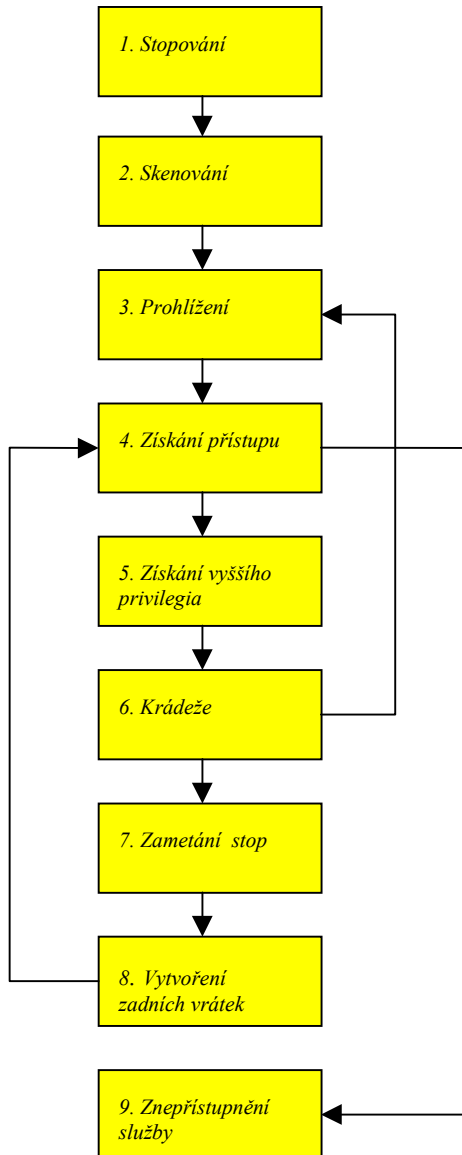 1. Stopování
2. Skenování
3. Prohlížení
4. Získání přístupu
5. Získání vyššího
privilegia
6. Krádeže
7. Zametání stop
8. Vytvoření
zadních vrátek
9. Znepřístupnění
služby